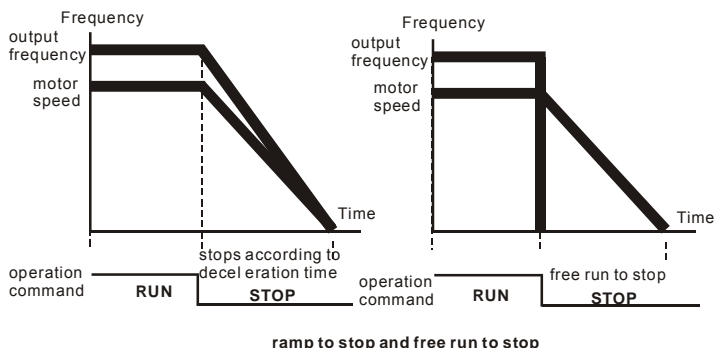 Frequency
output
frequency
motor
speed
Time
stops according to
decel eration time
operation
command
RUN
STOP
Frequency
output
frequency
motor
speed
Time
free run to stop
operation
command
RUN
STOP
ramp to stop and free run to stop